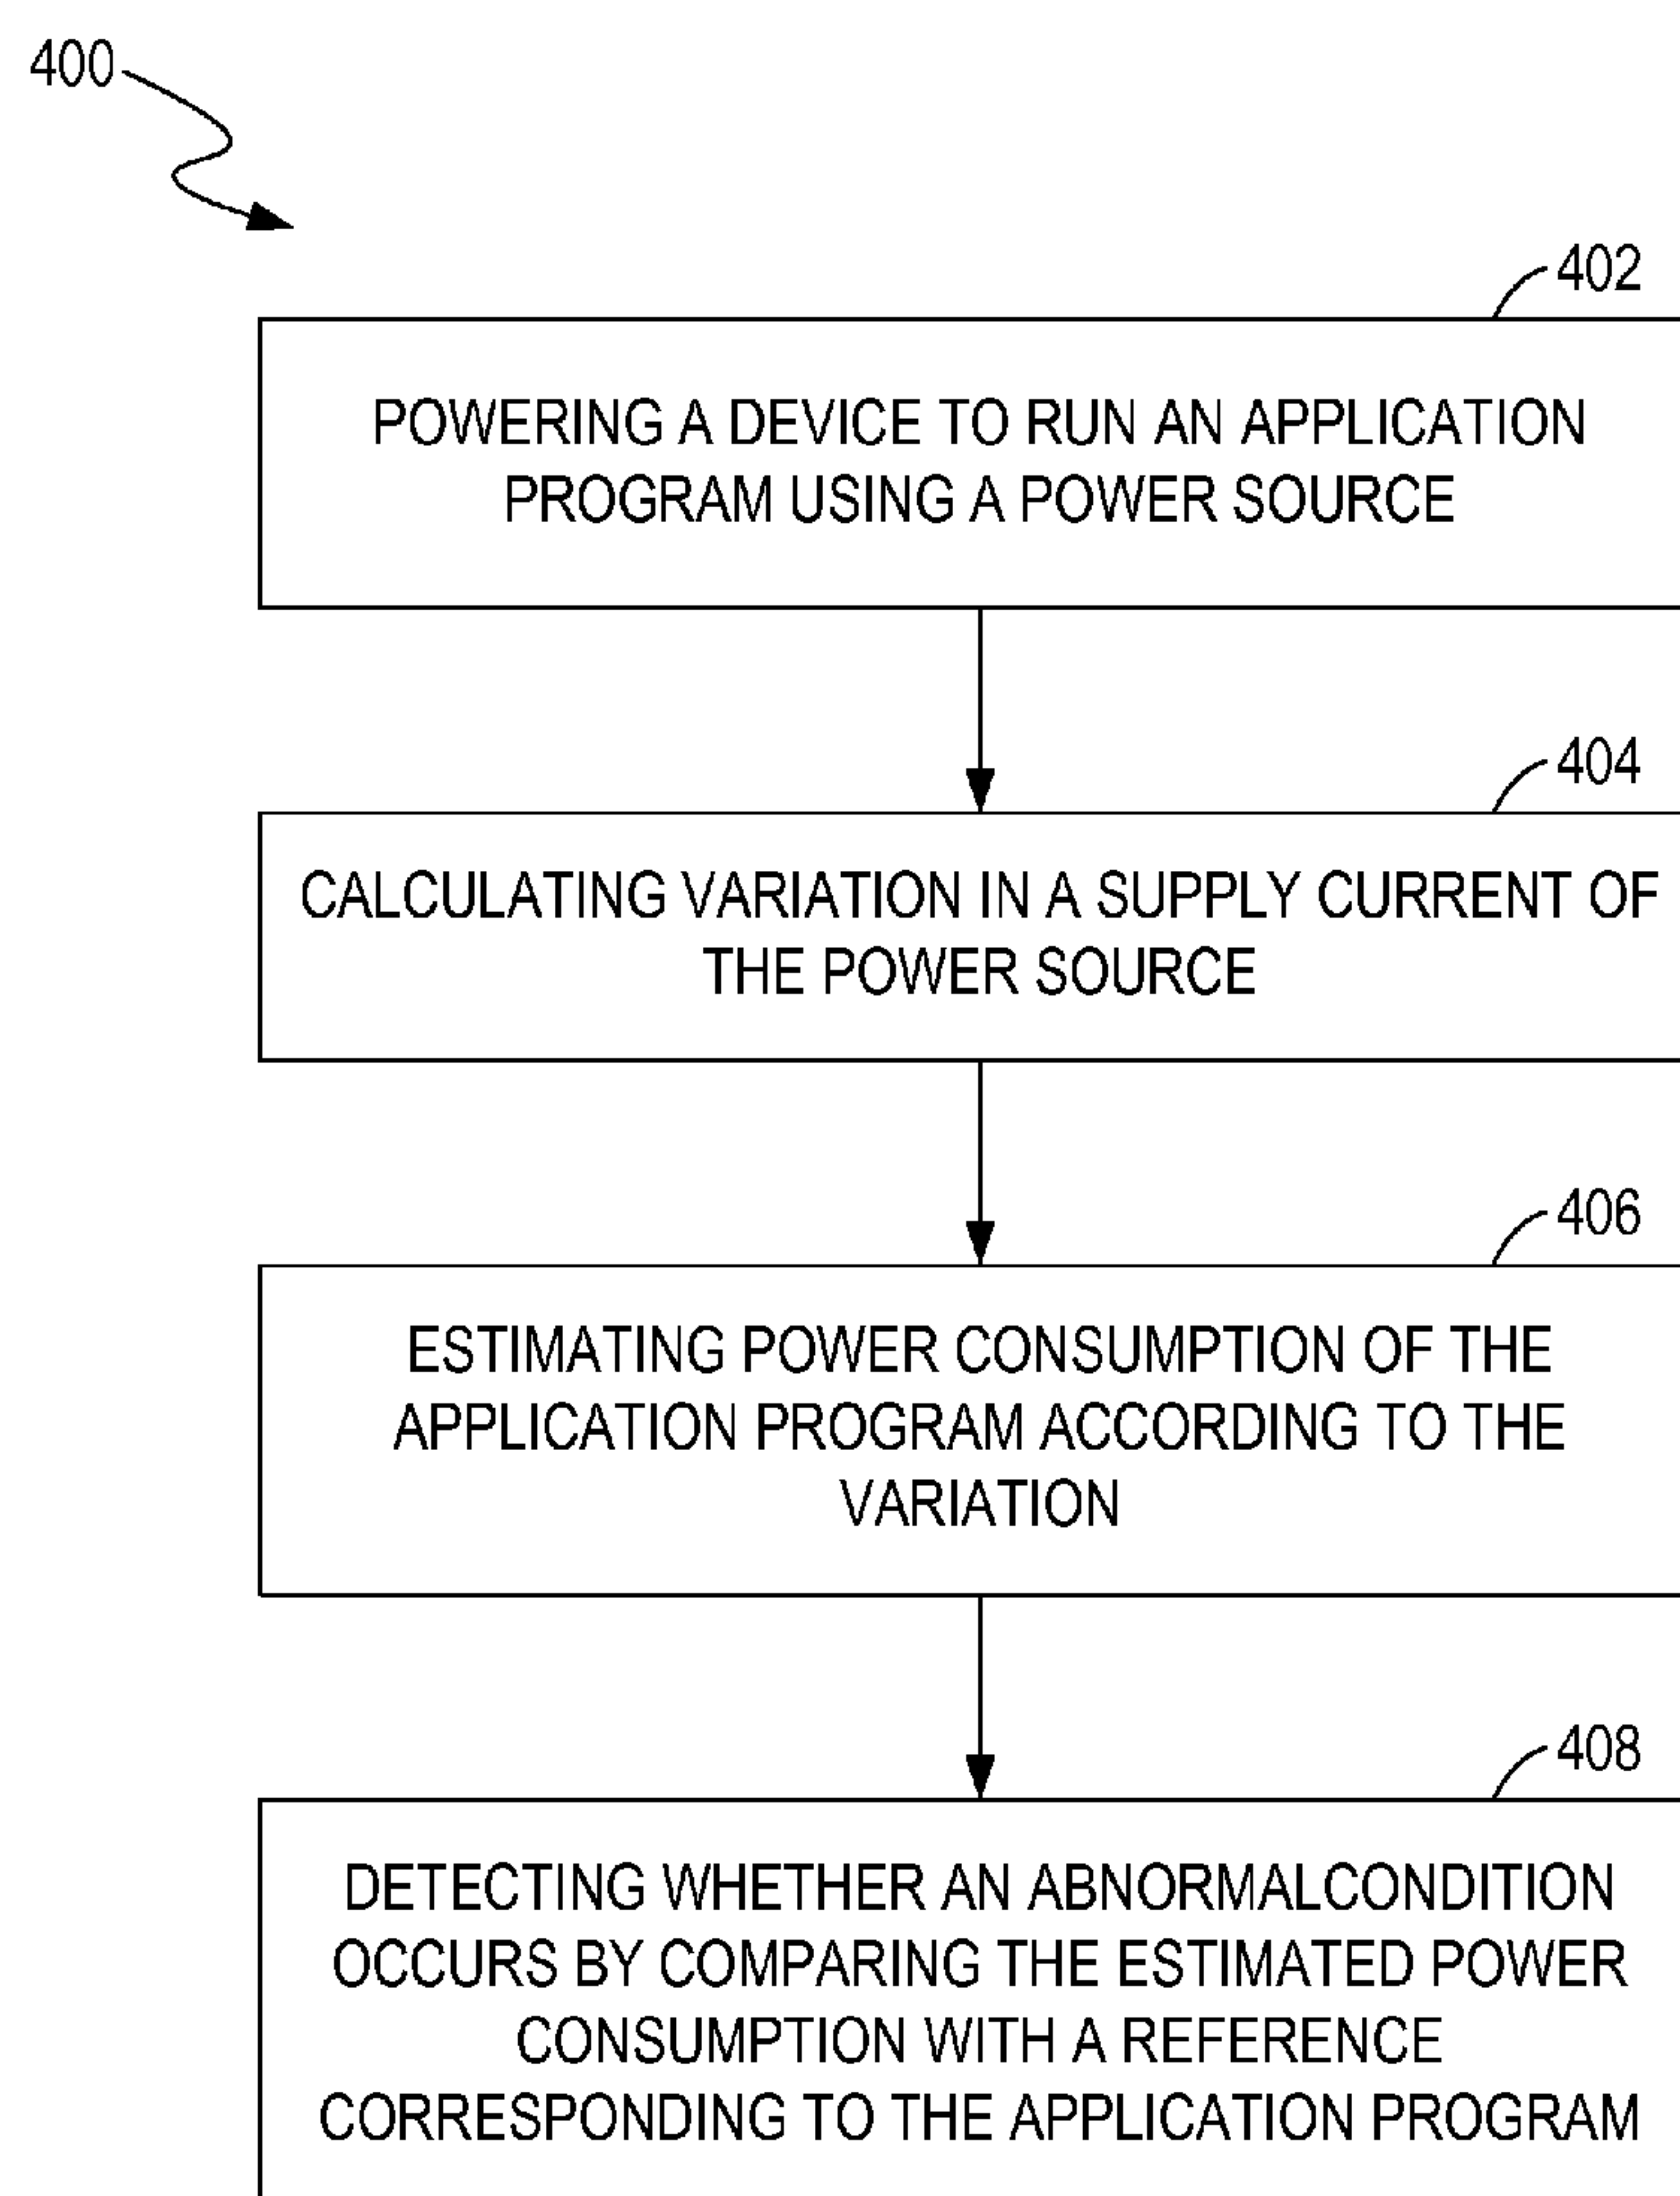 400
402
POWERING A DEVICE TO RUN AN APPLICATION
PROGRAM USING A POWER SOURCE
404
CALCULATING VARIATION IN A SUPPLY CURRENT OF
THE POWER SOURCE
406
ESTIMATING POWER CONSUMPTION OF THE
APPLICATION PROGRAM ACCORDING TO THE
VARIATION
408
DETECTING WHETHER AN ABNORMALCONDITION
OCCURS BY COMPARING THE ESTIMATED POWER
CONSUMPTION WITH A REFERENCE
CORRESPONDING TO THE APPLICATION PROGRAM